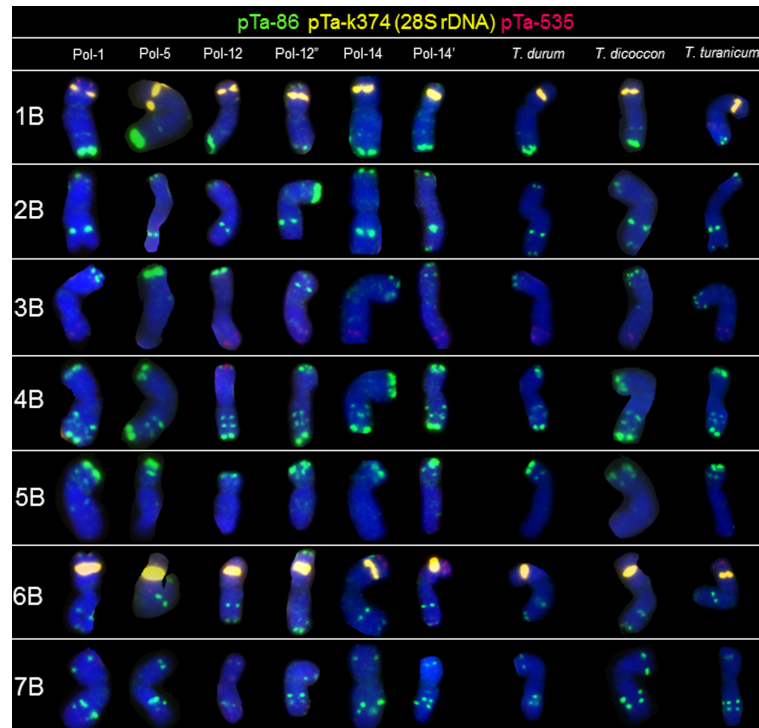 pTa-86 pTa-k374 (28S rDNA) pTa-535
Pol-1 Pol-5 Pol-12 Pol-12" Pol-14 Pol-14' T. durum T. dicoccon T. turanicum
1B
2B
3B
4B
5B
6B
7B